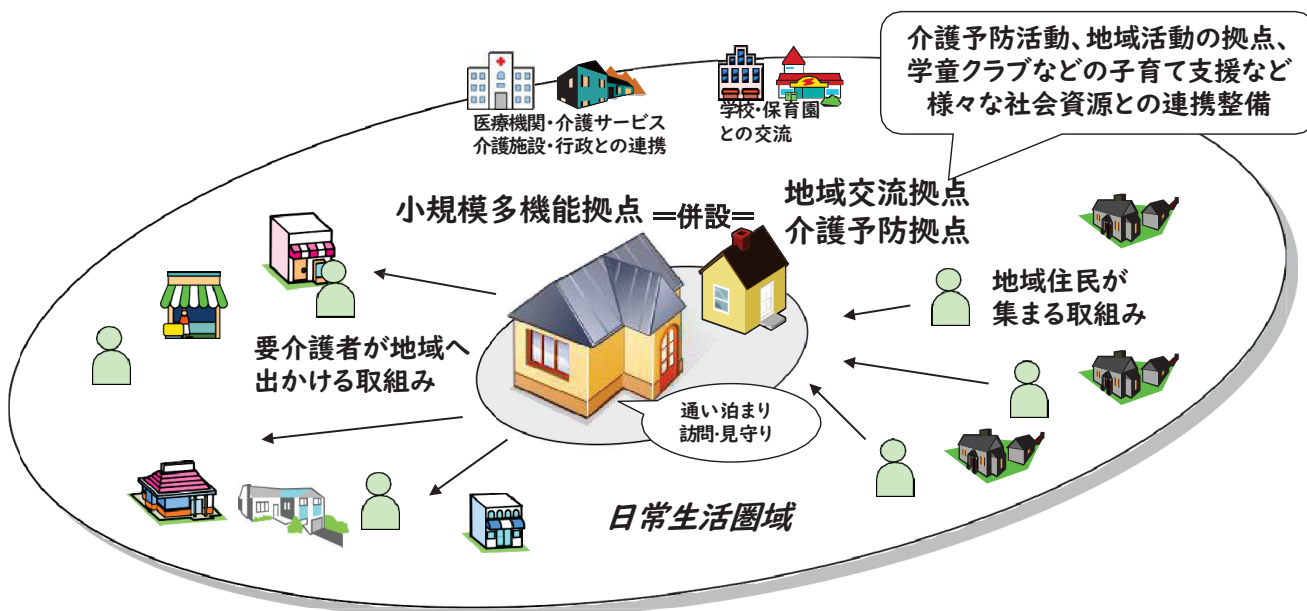 介護予防活動、地域活動の拠点、
学童クラブなどの子育て支援など
様々な社会資源との連携整備
医療機関・介護サービス
介護施設・行政との連携
学校・保育園
との交流
小規模多機能拠点
＝併設＝
地域交流拠点
介護予防拠点
地域住民が
集まる取組み
要介護者が地域へ
出かける取組み
通い泊まり
訪問・見守り
日常生活圏域